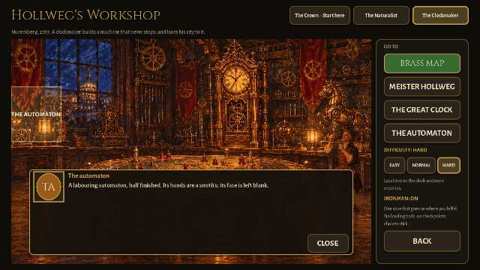 HOLLWEG'S WORKSHOP
The Crown - Start here
The Naturalist
The Clockmaker
Nuremberg, 1787. A clockmaker builds a machine that never stops, and loses his city to it.
GO TO
BRASS MAP
MEISTER HOLLWEG
THE GREAT CLOCK
THE AUTOMATON
THE AUTOMATON
DIFFICULTY: HARD
EASY
NORMAL
HARD
IRONMAN: ON
BACK
TA
The automaton
A labouring automaton, half finished. Its hands are a smith's, its face is left blank.
CLOSE